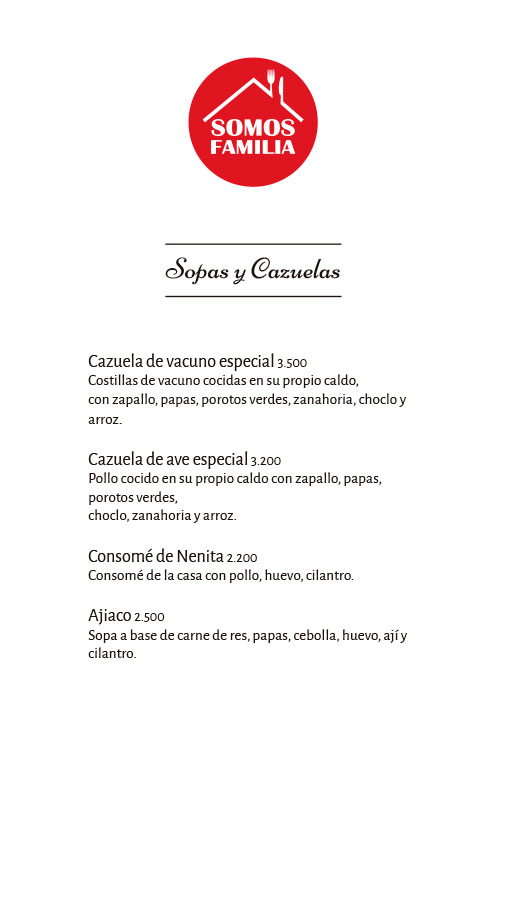 SOMOS
FAMILIA
Sopas y Cazuelas
Cazuela de vacuno especial 3.500
Costillas de vacuno cocidas en su propio caldo,
con zapallo, papas, porotos verdes, zanahoria, choclo y
arroz.
Cazuela de ave especial 3.200
Pollo cocido en su propio caldo con zapallo, papas,
porotos verdes,
choclo, zanahoria y arroz.
Consomé de Nenita 2.200
Consomé de la casa con pollo, huevo, cilantro.
Ajiaco 2.500
Sopa a base de carne de res, papas, cebolla, huevo, ají y
cilantro.